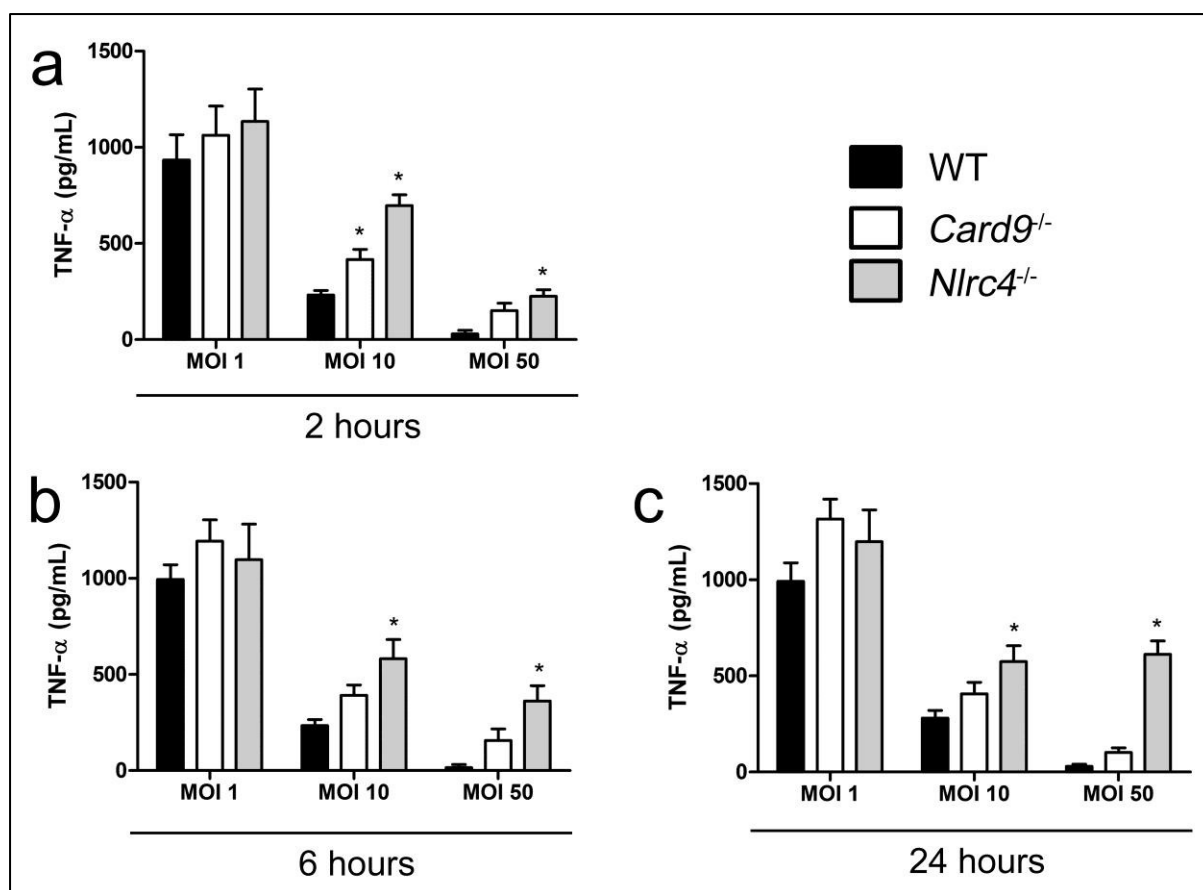 a
TNF-α (pg/mL)
1500
1000
500
0
* *
*
MOI 1 MOI 10 MOI 50
2 hours
WT
Card9-/-
Nlrc4-/-
b
TNF-α (pg/mL)
1500
1000
500
0
*
*
MOI 1 MOI 10 MOI 50
6 hours
c
TNF-α (pg/mL)
1500
1000
500
0
* *
MOI 1 MOI 10 MOI 50
24 hours